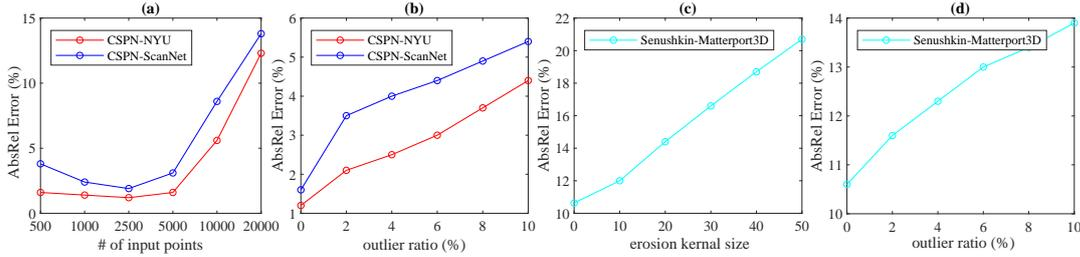 (a)
15
10
5
0
500 1000 2500 5000 10000 20000
AbsRel Error (%)
# of input points
CSPN-NYU
CSPN-ScanNet
(b)
6
5
4
3
2
1
0 2 4 6 8 10
AbsRel Error (%)
outlier ratio (%)
CSPN-NYU
CSPN-ScanNet
(c)
22
20
18
16
14
12
10
0 10 20 30 40 50
AbsRel Error (%)
erosion kernal size
Senushkin-Matterport3D
(d)
14
13
12
11
10
0 2 4 6 8 10
AbsRel Error (%)
outlier ratio (%)
Senushkin-Matterport3D